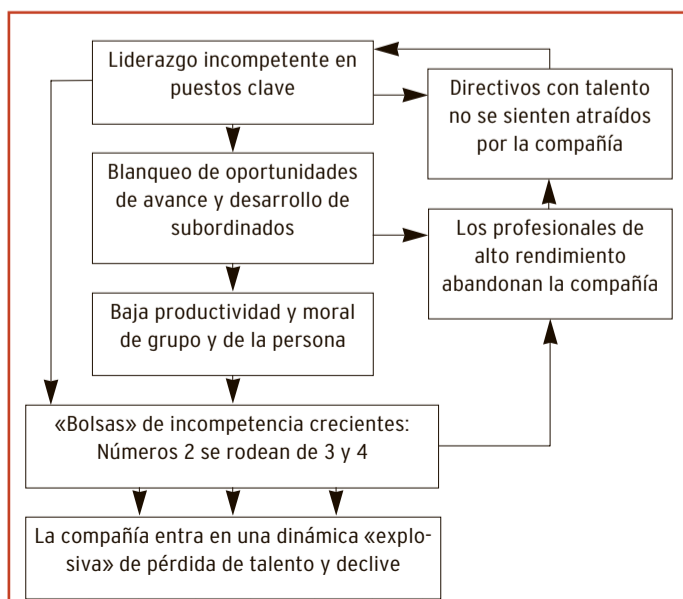 Liderazgo incompetente en
puestos clave
Directivos con talento
no se sienten atraídos
por la compañía
Blanqueo de oportunidades
de avance y desarrollo de
subordinados
Los profesionales de
alto rendimiento
abandonan la compañía
Baja productividad y moral
de grupo y de la persona
«Bolsas» de incompetencia crecientes:
Números 2 se rodean de 3 y 4
La compañía entra en una dinámica «explo-
siva» de pérdida de talento y declive